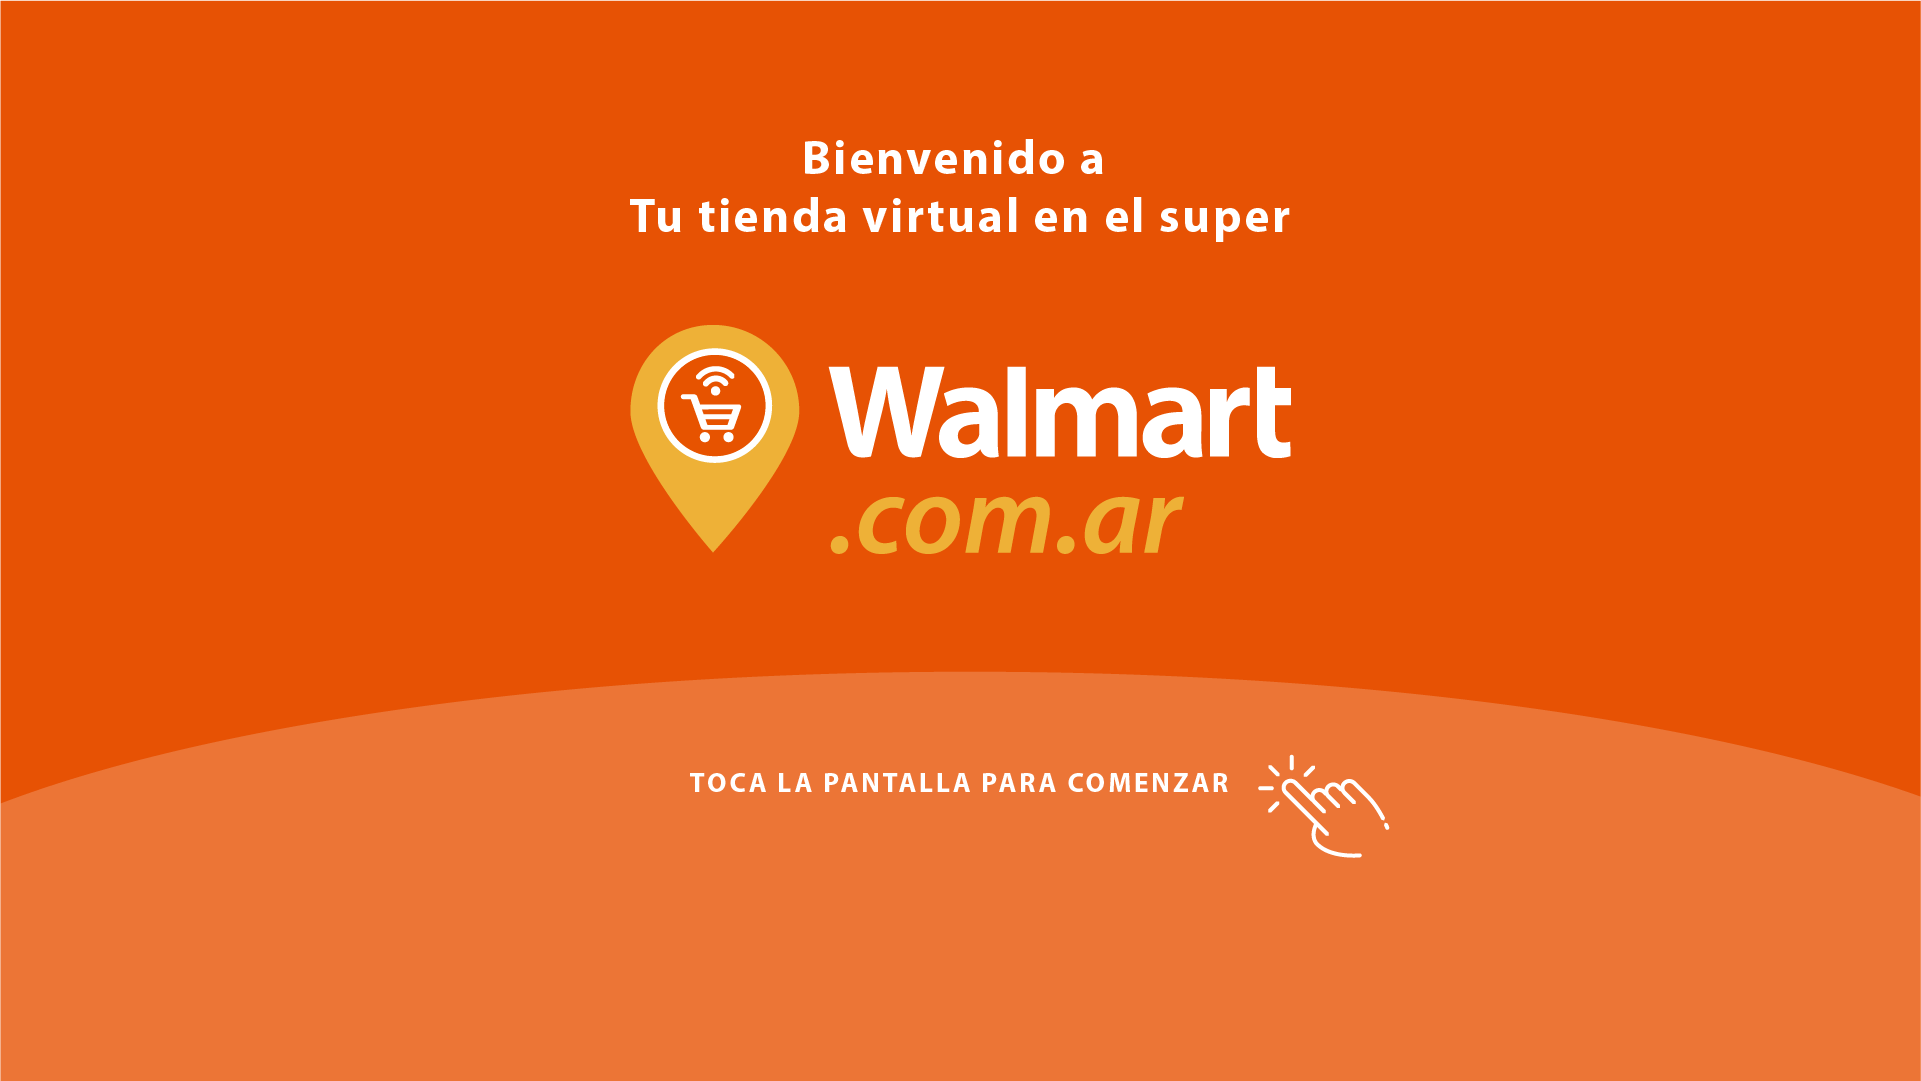 Bienvenido a
Tu tienda virtual en el super
Walmart
.com.ar
TOCA LA PANTALLA PARA COMENZAR